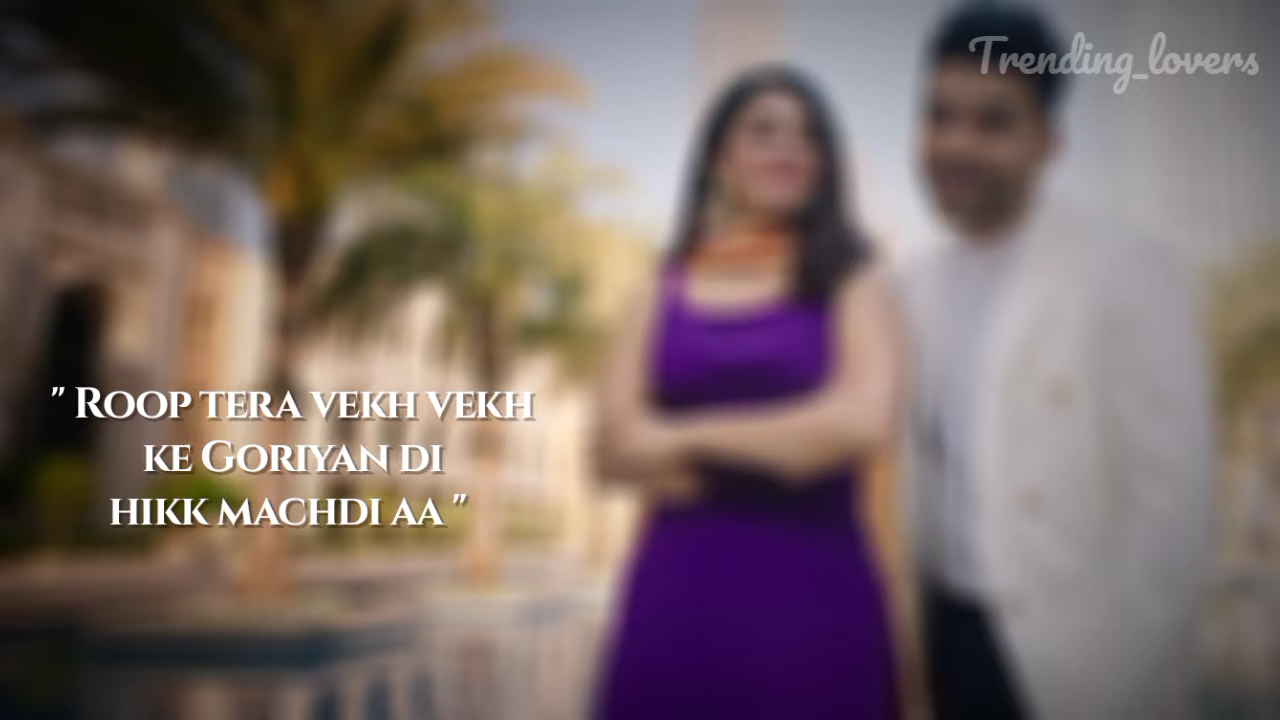 Trending_lovers
" Roop tera vekh vekh
ke Goriyan di
hikk machdi aa "